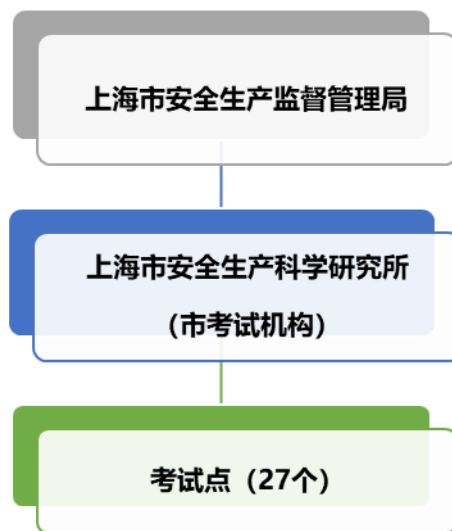 上海市安全生产监督管理局
上海市安全生产科学研究所
（市考试机构）
考试点（27个）